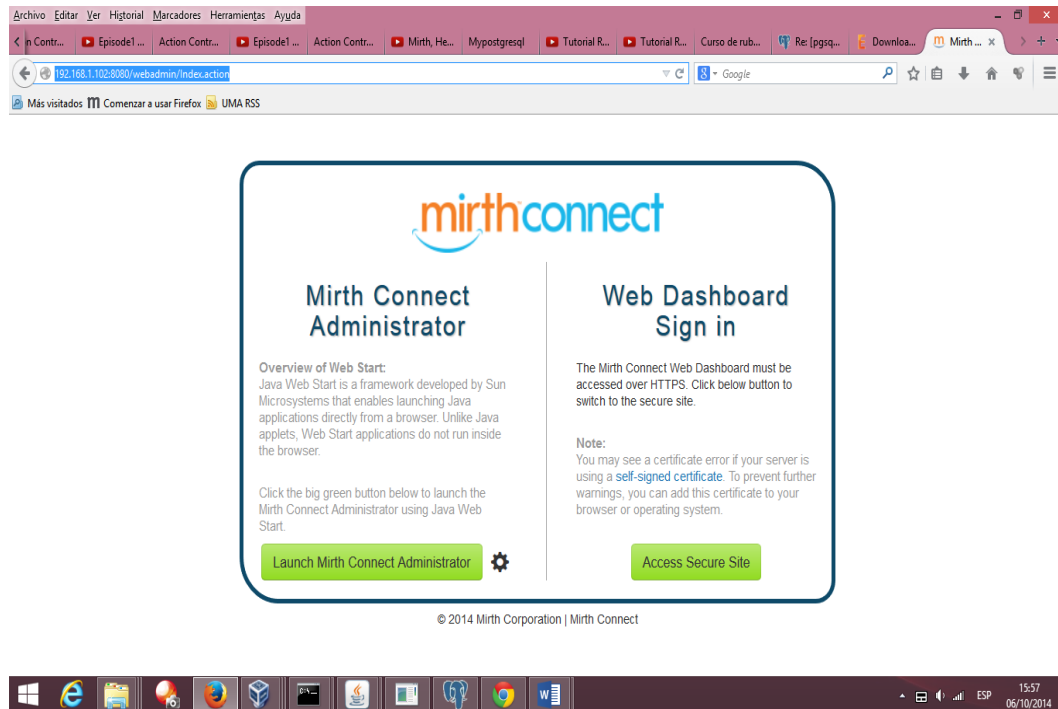 Archivo Editar Ver Historial Marcadores Herramientas Ayuda
n Contr... Episode1 ... Action Contr... Episode1 ... Action Contr... Mirth, He... Mypostgresql Tutorial R... Tutorial R... Curso de rub... Re: [pgsq... Downloa... Mirth ...
192.168.1.102:8080/webadmin/Index.action
Google
Más visitados Comenzar a usar Firefox UMA RSS
mirthconnect
Mirth Connect
Administrator
Overview of Web Start:
Java Web Start is a framework developed by Sun
Microsystems that enables launching Java
applications directly from a browser. Unlike Java
applets, Web Start applications do not run inside
the browser.
Click the big green button below to launch the
Mirth Connect Administrator using Java Web
Start.
Launch Mirth Connect Administrator
Web Dashboard
Sign in
The Mirth Connect Web Dashboard must be
accessed over HTTPS. Click below button to
switch to the secure site.
Note:
You may see a certificate error if your server is
using a self-signed certificate. To prevent further
warnings, you can add this certificate to your
browser or operating system.
Access Secure Site
© 2014 Mirth Corporation | Mirth Connect
ESP
15:57
06/10/2014